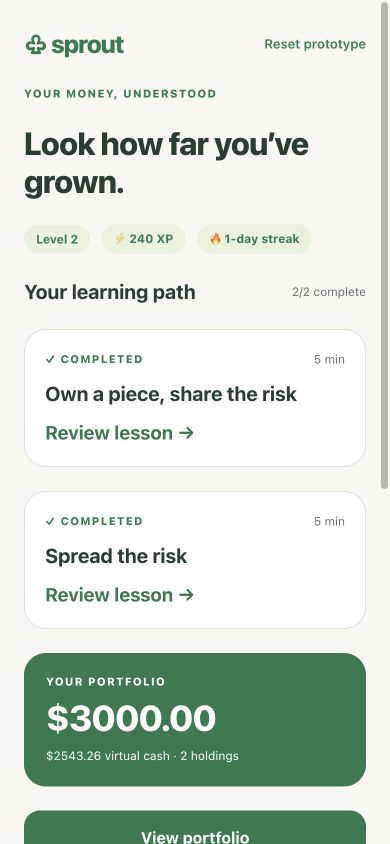 sprout
Reset prototype
YOUR MONEY, UNDERSTOOD
Look how far you’ve
grown.
Level 2
⚡ 240 XP
🔥 1-day streak
Your learning path
2/2 complete
✓ COMPLETED
5 min
Own a piece, share the risk
Review lesson →
✓ COMPLETED
5 min
Spread the risk
Review lesson →
YOUR PORTFOLIO
$3000.00
$2543.26 virtual cash · 2 holdings
View portfolio